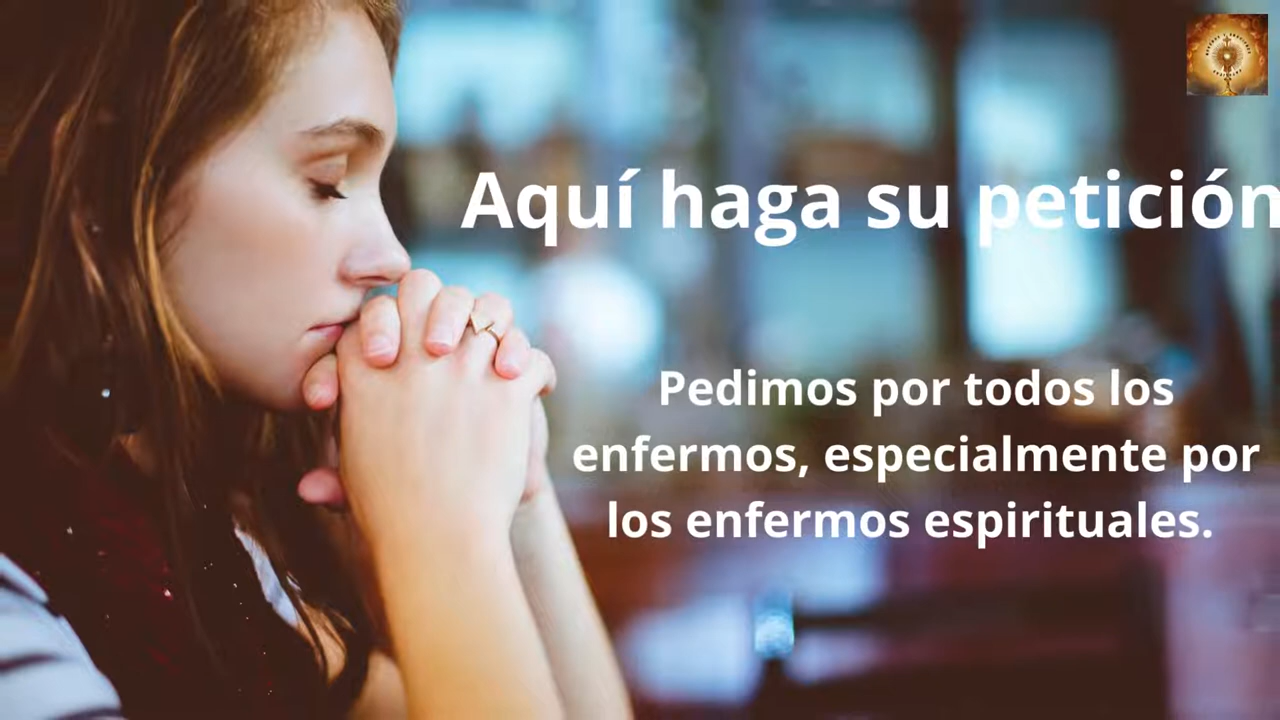 Aquí haga su petición
Pedimos por todos los
enfermos, especialmente por
los enfermos espirituales.